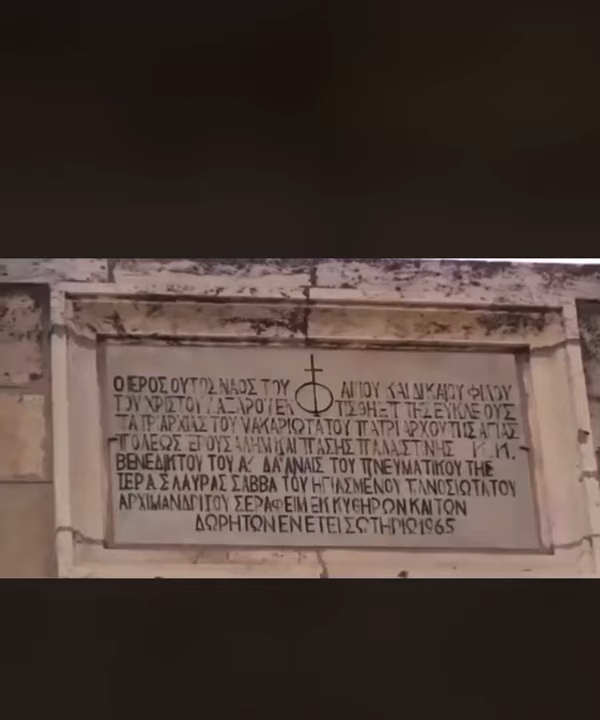 Ο ΙΕΡΟΣ ΟΥΤΟΣ ΝΑΟΣ ΤΟΥ ΑΓΙΟΥ ΚΑΙ ΔΙΚΑΙΟΥ ΦΙΛΟΥ
ΤΟΥ ΧΡΙΣΤΟΥ ΛΑΖΑΡΟΥ ΕΚΤΙΣΘΗ ΕΠΙ ΤΗΣ ΕΥΚΛΕΟΥΣ
ΠΑΤΡΙΑΡΧΙΑΣ ΤΟΥ ΜΑΚΑΡΙΩΤΑΤΟΥ ΠΑΤΡΙΑΡΧΟΥ ΤΗΣ ΑΓΙΑΣ
ΠΟΛΕΩΣ ΙΕΡΟΥΣΑΛΗΜ ΚΑΙ ΠΑΣΗΣ ΠΑΛΑΙΣΤΙΝΗΣ Κ.Κ.
ΒΕΝΕΔΙΚΤΟΥ ΤΟΥ Α΄ ΔΑΠΑΝΑΙΣ ΤΟΥ ΠΝΕΥΜΑΤΙΚΟΥ ΤΗΣ
ΙΕΡΑΣ ΛΑΥΡΑΣ ΣΑΒΒΑ ΤΟΥ ΗΓΙΑΣΜΕΝΟΥ ΠΑΝΟΣΙΩΤΑΤΟΥ
ΑΡΧΙΜΑΝΔΡΙΤΟΥ ΣΕΡΑΦΕΙΜ ΕΚ ΚΥΘΗΡΩΝ ΚΑΙ ΤΩΝ
ΔΩΡΗΤΩΝ ΕΝ ΕΤΕΙ ΣΩΤΗΡΙΩ 1965